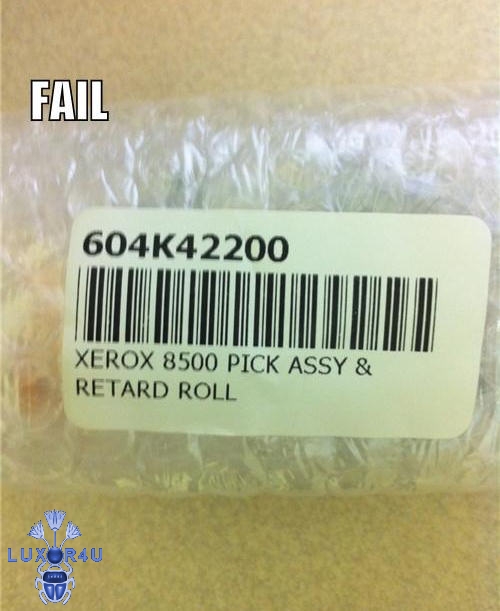 FAIL
604K42200
XEROX 8500 PICK ASSY &
RETARD ROLL
LUXOR4U